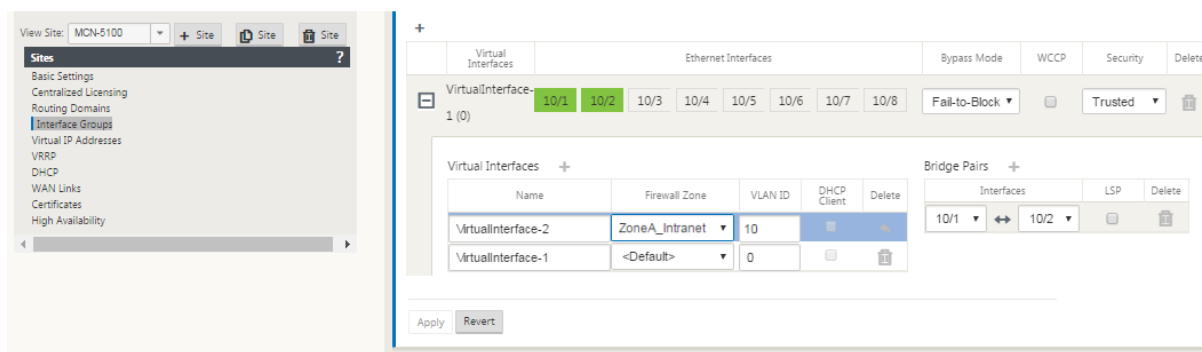 View Site: MCN-5100 + Site Site Site
Sites ?
Basic Settings
Centralized Licensing
Routing Domains
Interface Groups
Virtual IP Addresses
VRRP
DHCP
WAN Links
Certificates
High Availability
+
Virtual Interfaces Ethernet Interfaces Bypass Mode WCCP Security Delete
VirtualInterface-1 (0) 10/1 10/2 10/3 10/4 10/5 10/6 10/7 10/8 Fail-to-Block Trusted
Virtual Interfaces +
Name Firewall Zone VLAN ID DHCP Client Delete
VirtualInterface-2 ZoneA_Intranet 10
VirtualInterface-1 <Default> 0
Bridge Pairs +
Interfaces LSP Delete
10/1 ↔ 10/2
Apply Revert